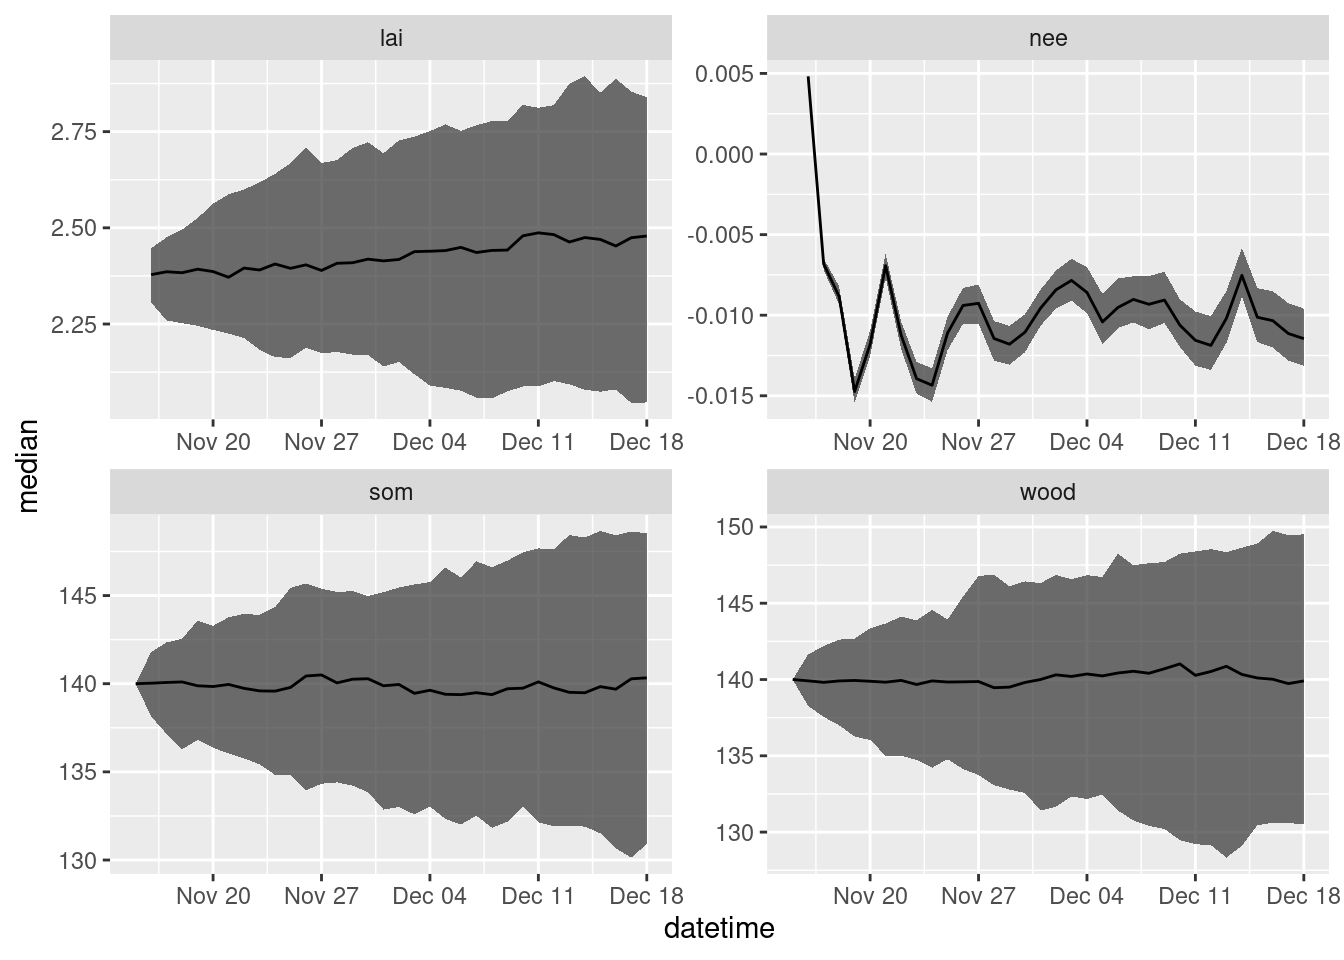 lai
nee
2.75
2.50
2.25
0.005
0.000
-0.005
-0.010
-0.015
Nov 20 Nov 27 Dec 04 Dec 11 Dec 18
Nov 20 Nov 27 Dec 04 Dec 11 Dec 18
median
som
wood
145
140
135
130
150
145
140
135
130
Nov 20 Nov 27 Dec 04 Dec 11 Dec 18
Nov 20 Nov 27 Dec 04 Dec 11 Dec 18
datetime